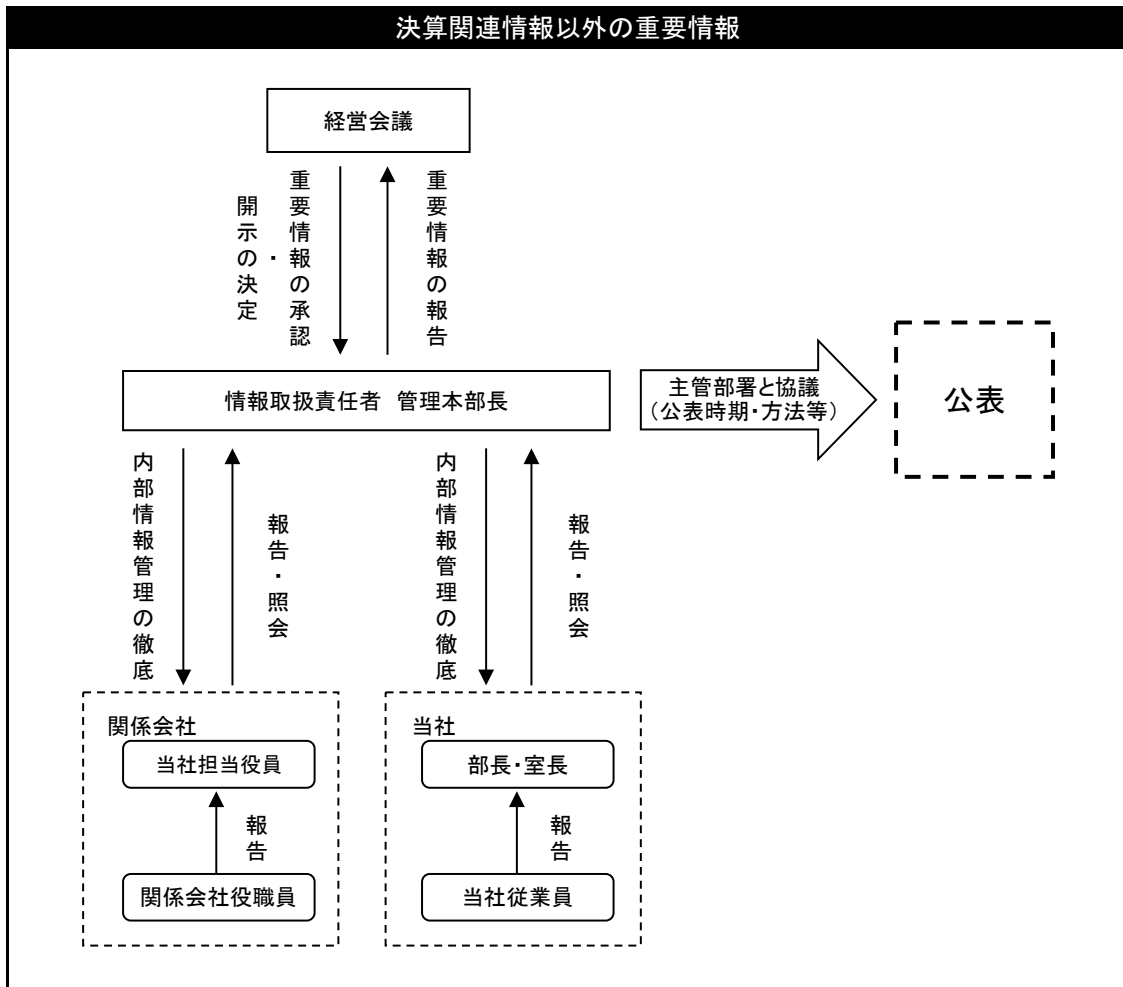 決算関連情報以外の重要情報
経営会議
重要情報の承認・
開示の決定
重要情報の報告
情報取扱責任者 管理本部長
主管部署と協議
（公表時期・方法等）
公表
内部情報管理の徹底
報告・照会
内部情報管理の徹底
報告・照会
関係会社
当社担当役員
報告
関係会社役職員
当社
部長・室長
報告
当社従業員